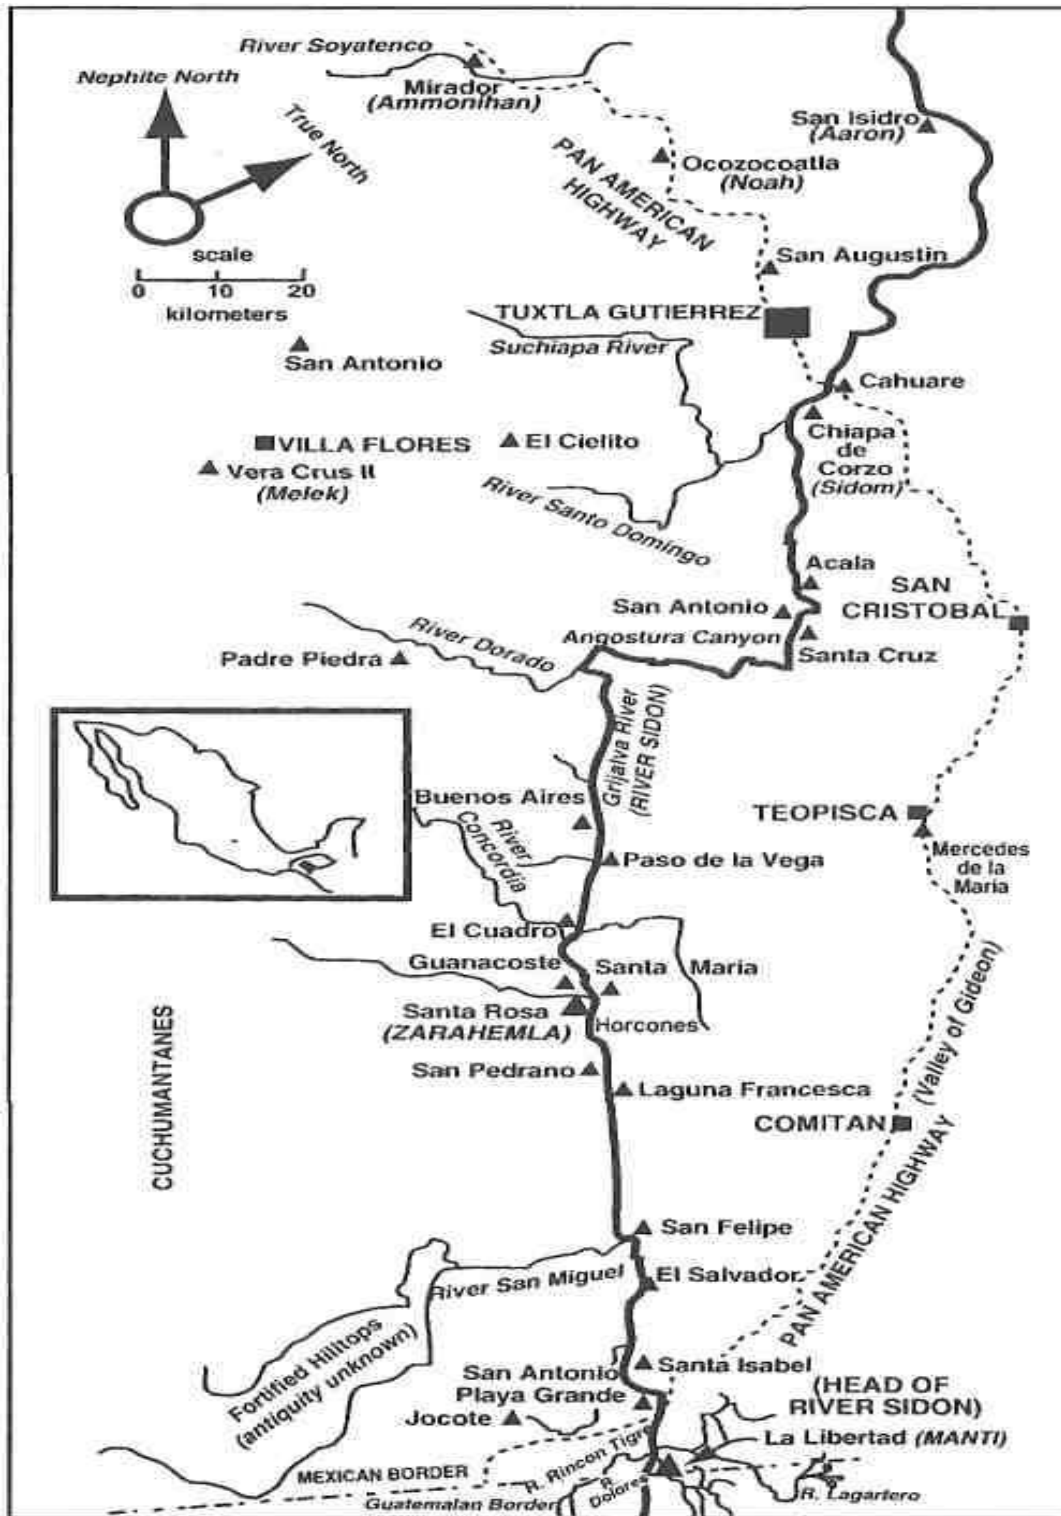 River Soyatenco
Nephite North
True North
Mirador
(Ammonihan)
San Isidro
(Aaron)
Ocozocoatla
(Noah)
PAN AMERICAN
HIGHWAY
scale
0 10 20
kilometers
San Augustin
TUXTLA GUTIERREZ
Suchiapa River
San Antonio
Cahuare
Chiapa
de
Corzo
(Sidom)
VILLA FLORES
El Cielito
Vera Crus II
(Melek)
River Santo Domingo
Acala
SAN
CRISTOBAL
San Antonio
Angostura Canyon
Santa Cruz
River Dorado
Padre Piedra
Grijalva River
(RIVER SIDON)
Buenos Aires
River
Concordia
River
Paso de la Vega
TEOPISCA
Mercedes
de la
Maria
El Cuadro
Guanacoste
Santa Maria
Santa Rosa
(ZARAHEMLA)
Horcones
San Pedrano
Laguna Francesca
(Valley of Gideon)
COMITAN
PAN AMERICAN HIGHWAY
CUCHUMANTANES
San Felipe
River San Miguel
El Salvador
Fortified Hilltops
(antiquity unknown)
San Antonio
Playa Grande
Santa Isabel
Jocote
(HEAD OF
RIVER SIDON)
La Libertad (MANTI)
MEXICAN BORDER
R. Rincon Tigre
R.
Dolores
Guatemalan Border
R. Lagartero